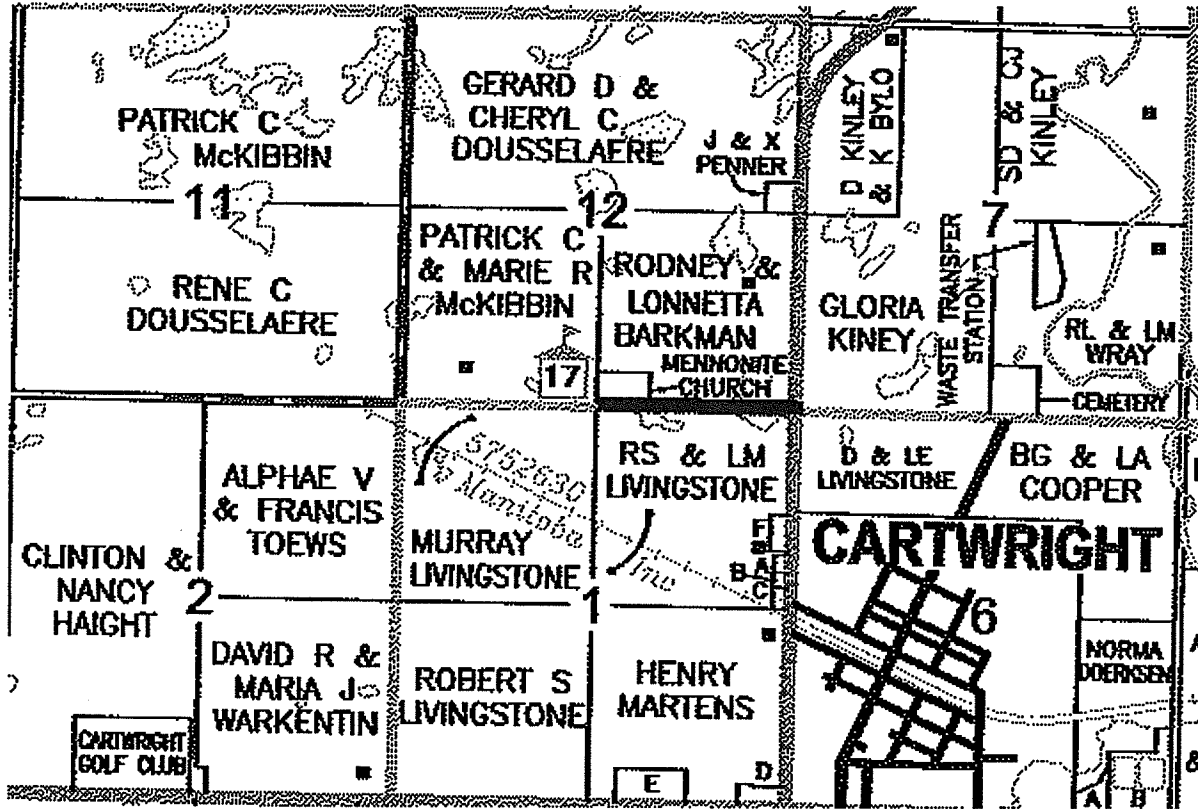 PATRICK C
McKIBBIN
11
RENE C
DOUSSELAERE
GERARD D &
CHERYL C
DOUSSELAERE
J & X
PENNER
12
PATRICK C
& MARIE R
McKIBBIN
RODNEY &
LONNETTA
BARKMAN
17
MENNONITE
CHURCH
D KINLEY
& K BYLO
SD & B
KINLEY
7
GLORIA
KINEY
WASTE TRANSFER
STATION
RL & LM
WRAY
CEMETERY
CLINTON &
NANCY
HAIGHT
2
ALPHAE V
& FRANCIS
TOEWS
DAVID R &
MARIA J
WARKENTIN
CARTWRIGHT
GOLF CLUB
5752630
Manitoba
Inc
MURRAY
LIVINGSTONE
1
RS & LM
LIVINGSTONE
F
B
A
C
ROBERT S
LIVINGSTONE
HENRY
MARTENS
E
D
D & LE
LIVINGSTONE
BG & LA
COOPER
CARTWRIGHT
6
NORMA
DOERKSEN
A
B
A
&